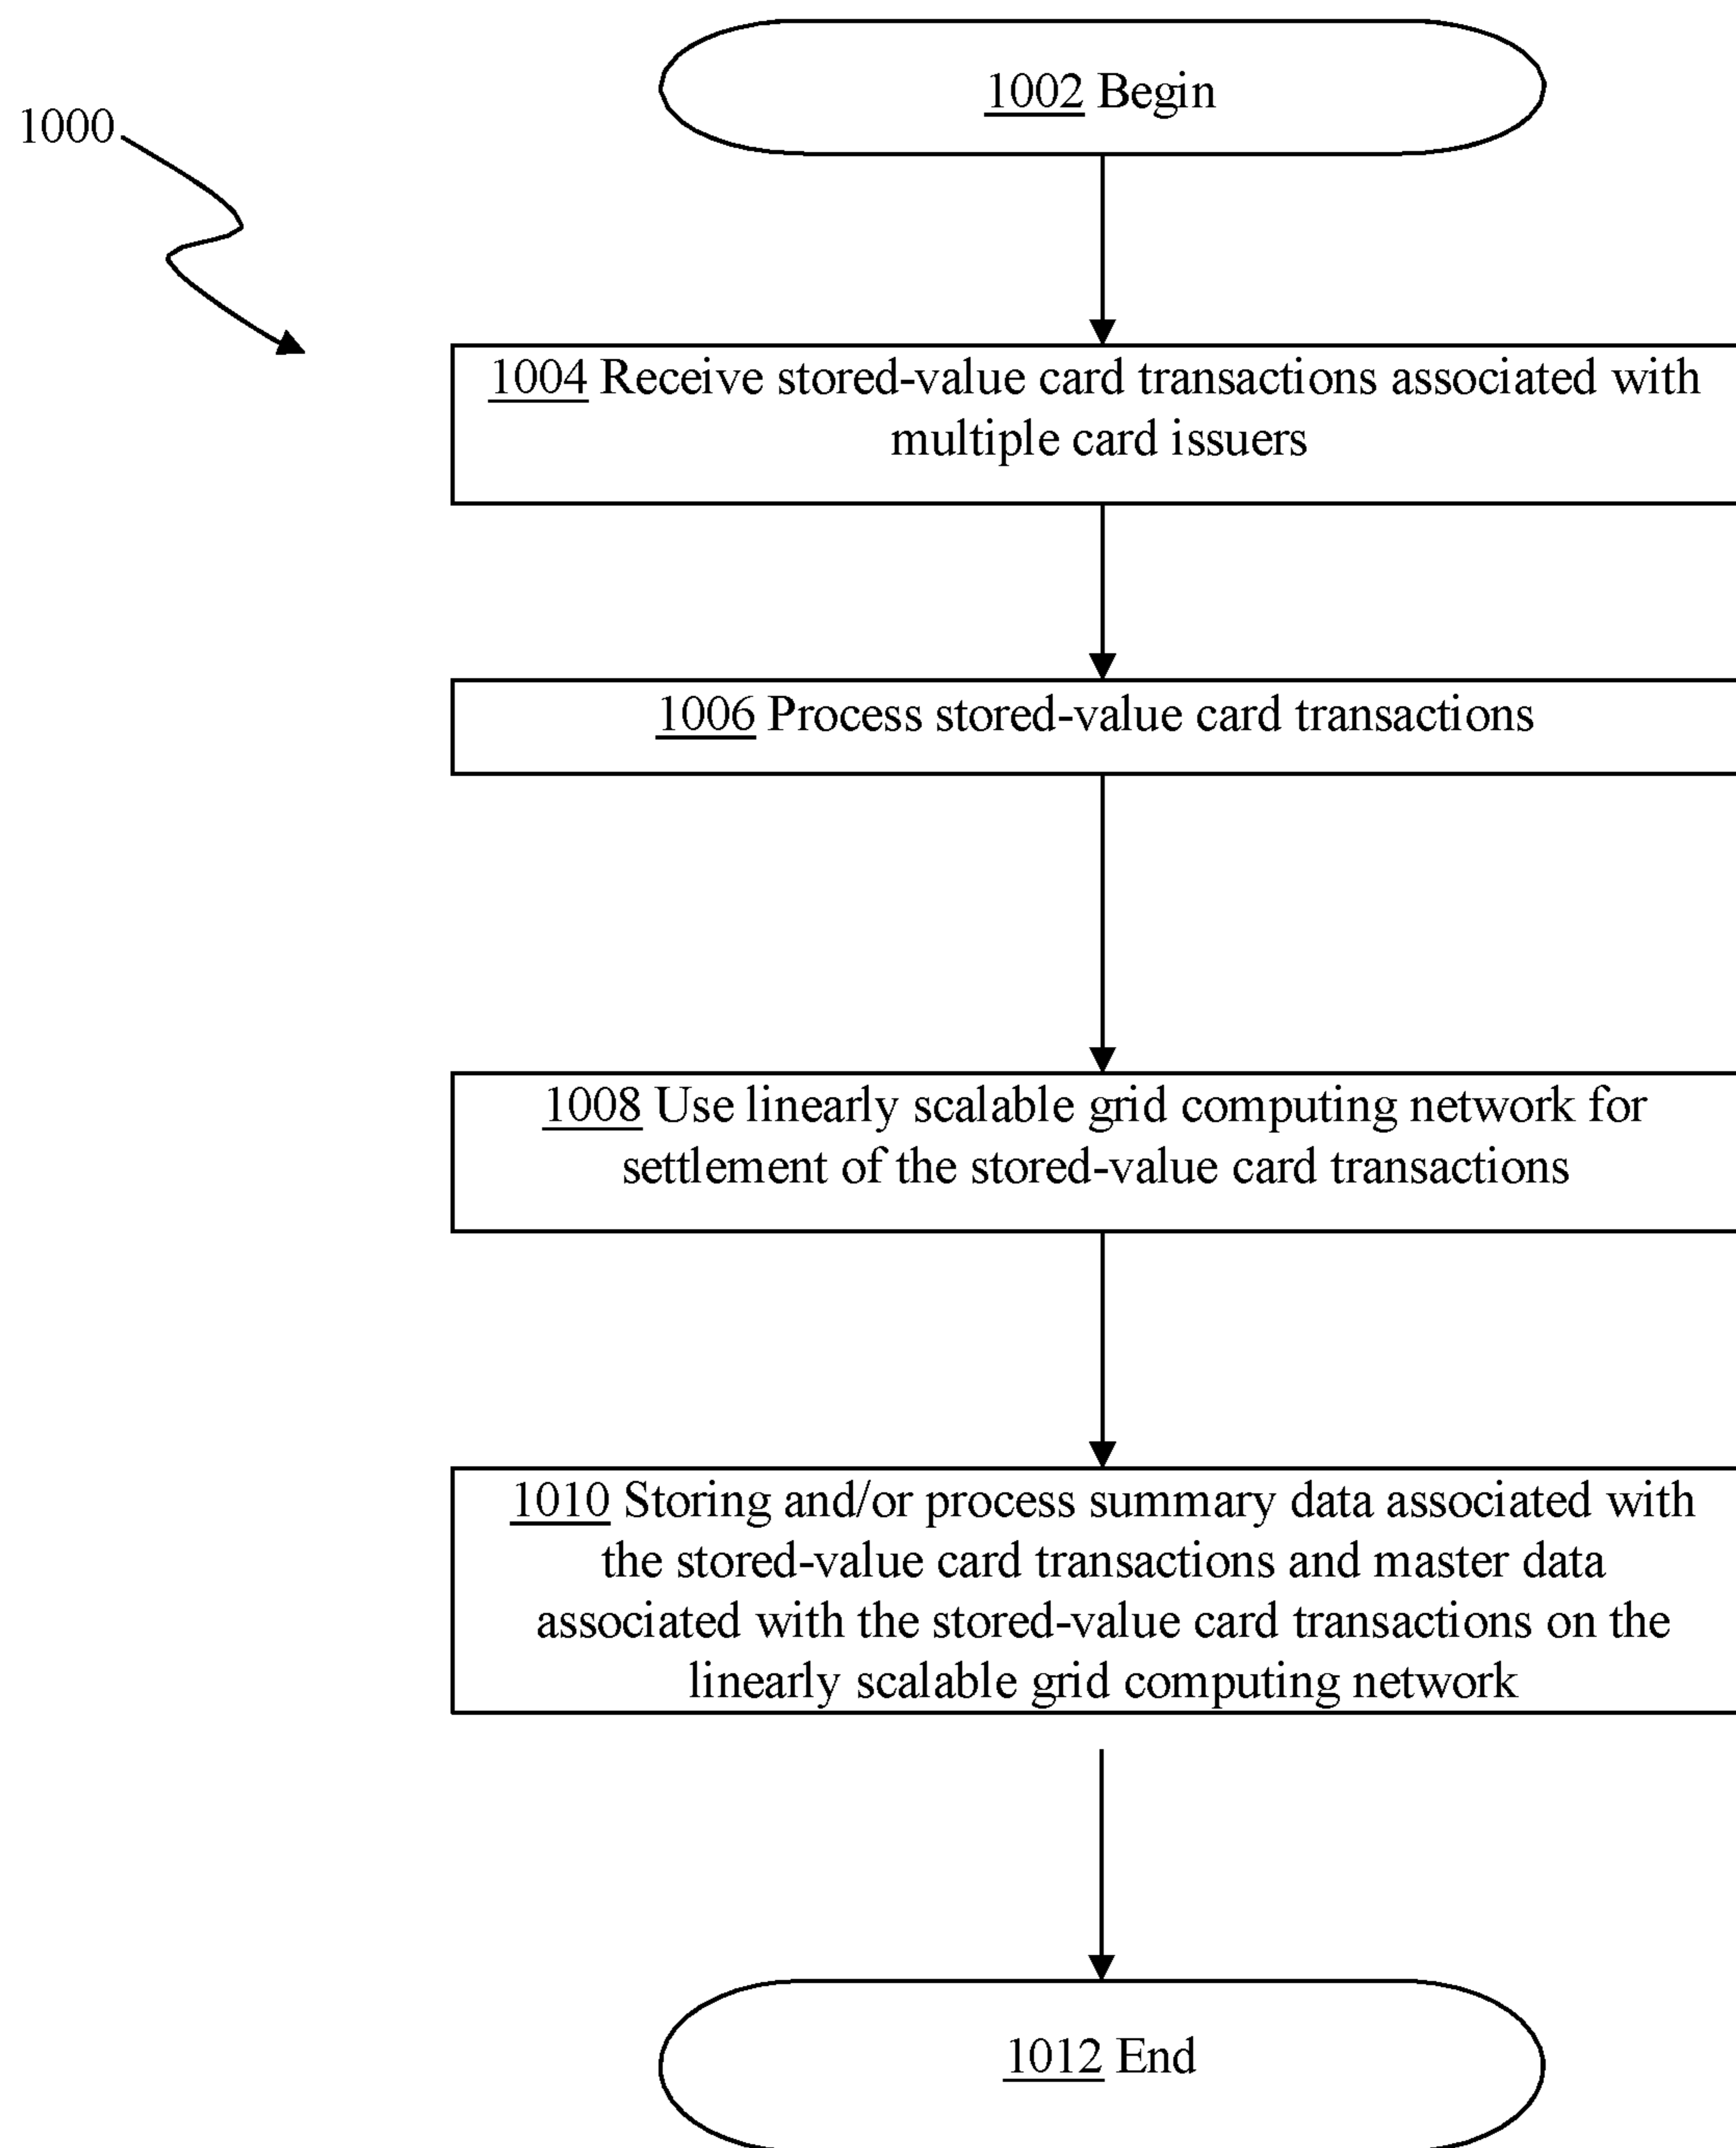 1002 Begin
1000
1004 Receive stored-value card transactions associated with
multiple card issuers
1006 Process stored-value card transactions
1008 Use linearly scalable grid computing network for
settlement of the stored-value card transactions
1010 Storing and/or process summary data associated with
the stored-value card transactions and master data
associated with the stored-value card transactions on the
linearly scalable grid computing network
1012 End